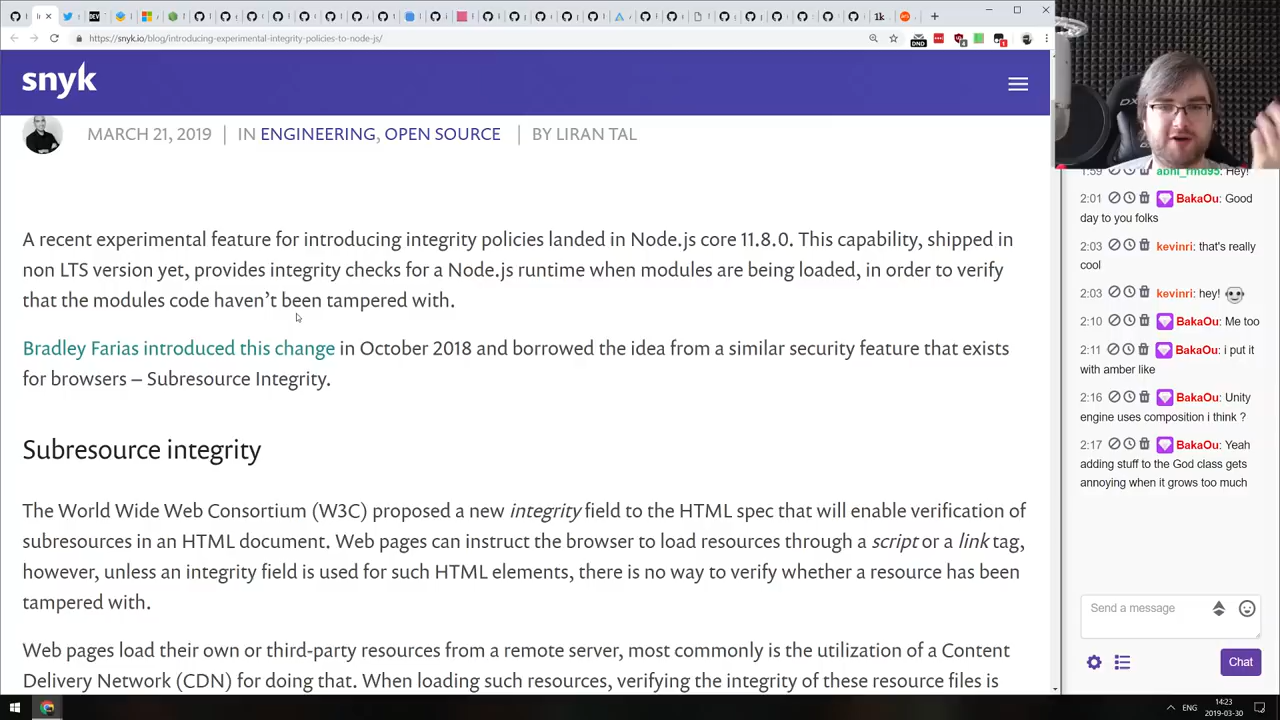 DEV
1k
https://snyk.io/blog/introducing-experimental-integrity-policies-to-node-js/
DND
snyk
MARCH 21, 2019 | IN ENGINEERING, OPEN SOURCE | BY LIRAN TAL
A recent experimental feature for introducing integrity policies landed in Node.js core 11.8.0. This capability, shipped in
non LTS version yet, provides integrity checks for a Node.js runtime when modules are being loaded, in order to verify
that the modules code haven't been tampered with.
Bradley Farias introduced this change in October 2018 and borrowed the idea from a similar security feature that exists
for browsers – Subresource Integrity.
Subresource integrity
The World Wide Web Consortium (W3C) proposed a new integrity field to the HTML spec that will enable verification of
subresources in an HTML document. Web pages can instruct the browser to load resources through a script or a link tag,
however, unless an integrity field is used for such HTML elements, there is no way to verify whether a resource has been
tampered with.
Web pages load their own or third-party resources from a remote server, most commonly is the utilization of a Content
Delivery Network (CDN) for doing that. When loading such resources, verifying the integrity of these resource files is
DX
1:59 abhi_rmd95: Hey!
2:01 BakaOu: Good
day to you folks
2:03 kevinri: that's really
cool
2:03 kevinri: hey!
2:10 BakaOu: Me too
2:11 BakaOu: i put it
with amber like
2:16 BakaOu: Unity
engine uses composition i think ?
2:17 BakaOu: Yeah
adding stuff to the God class gets
annoying when it grows too much
Send a message
Chat
ENG
14:23
2019-03-30